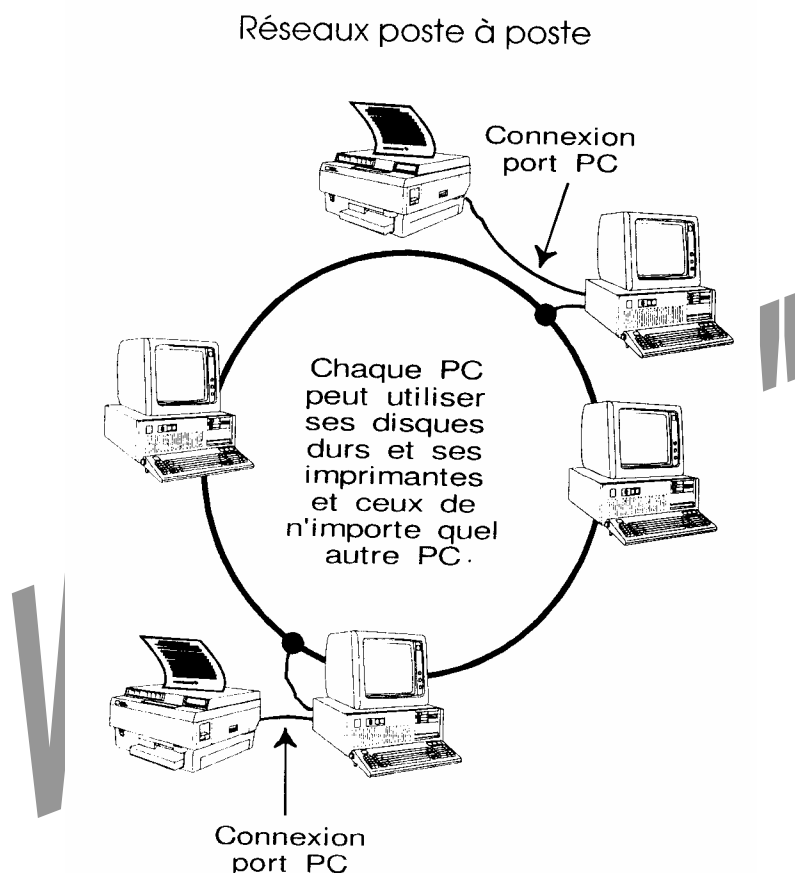 Réseaux poste à poste
Connexion
port PC
Chaque PC
peut utiliser
ses disques
durs et ses
imprimantes
et ceux de
n'importe quel
autre PC.
Connexion
port PC